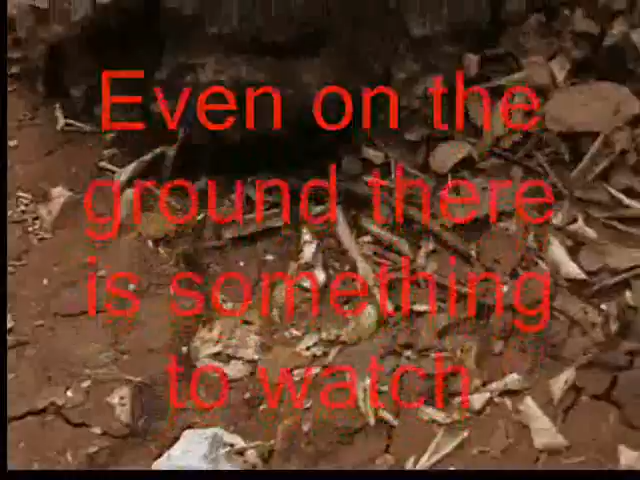 Even on the
ground there
is something
to watch